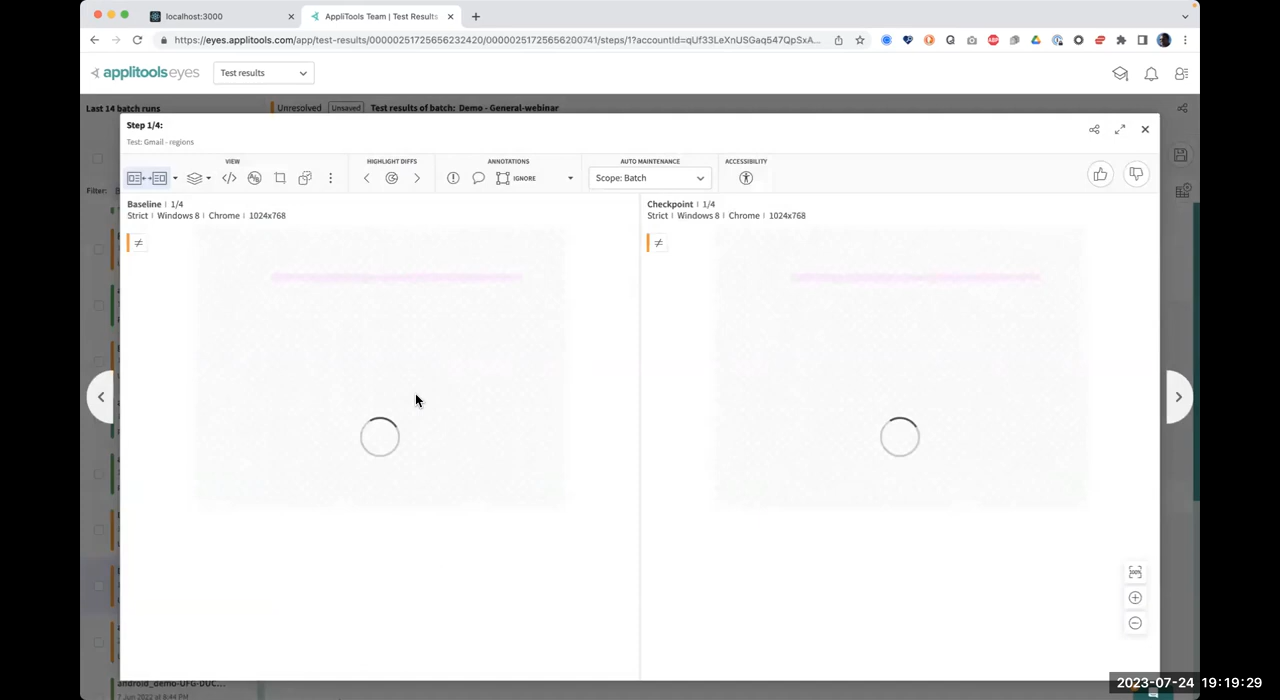 localhost:3000
AppliTools Team | Test Results
https://eyes.applitools.com/app/test-results/00000251725656232420/00000251725656200741/steps/1?accountId=qUf33LeXnUSGaq547QpSxA...
applitools eyes
Test results
Last 14 batch runs
Unresolved
Unsaved
Test results of batch: Demo - General-webinar
Step 1/4:
Test: Gmail - regions
VIEW
HIGHLIGHT DIFFS
ANNOTATIONS
AUTO MAINTENANCE
ACCESSIBILITY
IGNORE
Scope: Batch
Filter:
Baseline | 1/4
Strict | Windows 8 | Chrome | 1024x768
≠
Checkpoint | 1/4
Strict | Windows 8 | Chrome | 1024x768
≠
100%
android_demo-UFG-DUC...
7 Jun 2022 at 8:44 PM
2023-07-24 19:19:29